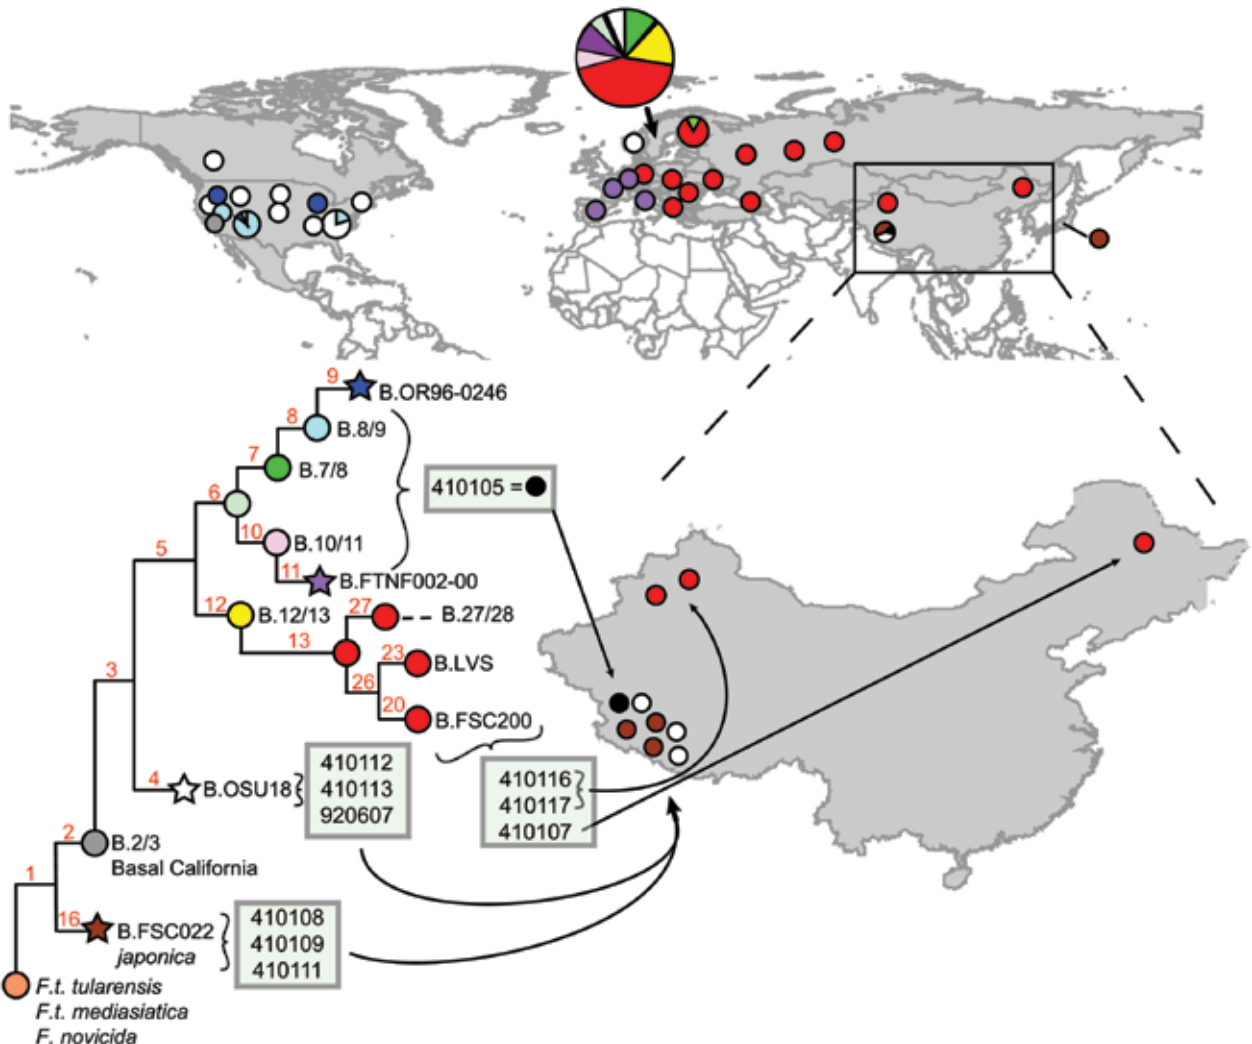 9
B.OR96-0246
8
B.8/9
7
B.7/8
6
410105 =
10
B.10/11
5
11
B.FTNF002-00
12
B.12/13
27
B.27/28
13
23
B.LVS
3
26
20
B.FSC200
4
B.OSU18
410112
410113
920607
410116
410117
410107
2
B.2/3
Basal California
1
16
B.FSC022
japonica
410108
410109
410111
F.t. tularensis
F.t. mediasiatica
F. novicida